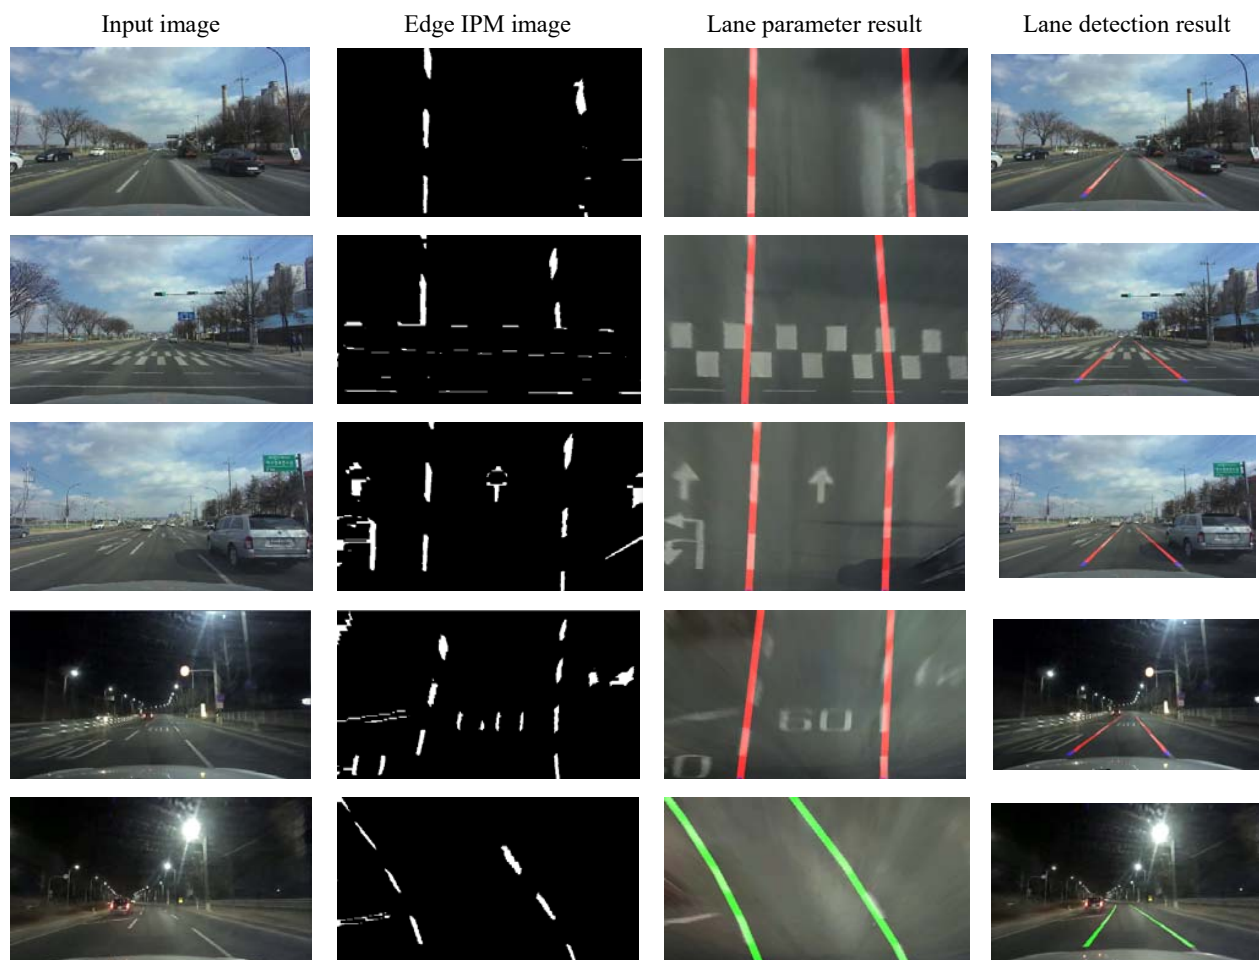 Input image
Edge IPM image
Lane parameter result
Lane detection result
60